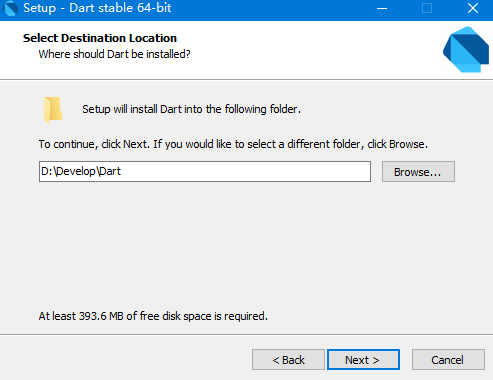 Setup - Dart stable 64-bit
Select Destination Location
Where should Dart be installed?
Setup will install Dart into the following folder.
To continue, click Next. If you would like to select a different folder, click Browse.
D:\Develop\Dart
Browse...
At least 393.6 MB of free disk space is required.
< Back
Next >
Cancel